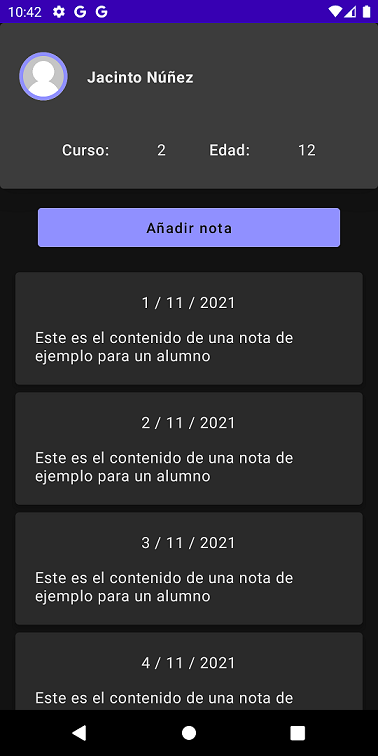 10:42
Jacinto Núñez
Curso: 2 Edad: 12
Añadir nota
1 / 11 / 2021
Este es el contenido de una nota de
ejemplo para un alumno
2 / 11 / 2021
Este es el contenido de una nota de
ejemplo para un alumno
3 / 11 / 2021
Este es el contenido de una nota de
ejemplo para un alumno
4 / 11 / 2021
Este es el contenido de una nota de